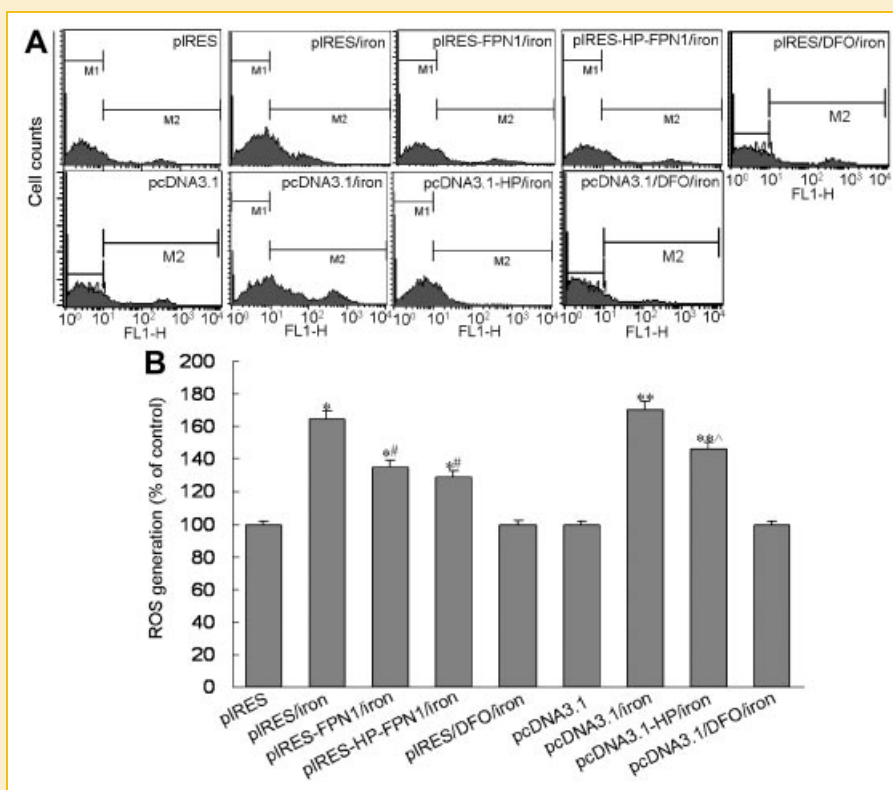 A
pIRES
pIRES/iron
pIRES-FPN1/iron
pIRES-HP-FPN1/iron
pIRES/DFO/iron
M1
M2
M1
M2
M1
M2
M1
M2
M1
M2
10⁰ 10¹ 10² 10³ 10⁴
FL1-H
Cell counts
pcDNA3.1
pcDNA3.1/iron
pcDNA3.1-HP/iron
pcDNA3.1/DFO/iron
M2
M1
M2
M1
M2
M2
10⁰ 10¹ 10² 10³ 10⁴
10⁰ 10¹ 10² 10³ 10⁴
10⁰ 10¹ 10² 10³ 10⁴
10⁰ 10¹ 10² 10³ 10⁴
FL1-H
FL1-H
FL1-H
FL1-H
B
ROS generation (% of control)
200
180
160
140
120
100
80
60
40
20
0
*
*#
*#
**
**^
pIRES
pIRES/iron
pIRES-FPN1/iron
pIRES-HP-FPN1/iron
pIRES/DFO/iron
pcDNA3.1
pcDNA3.1/iron
pcDNA3.1-HP/iron
pcDNA3.1/DFO/iron